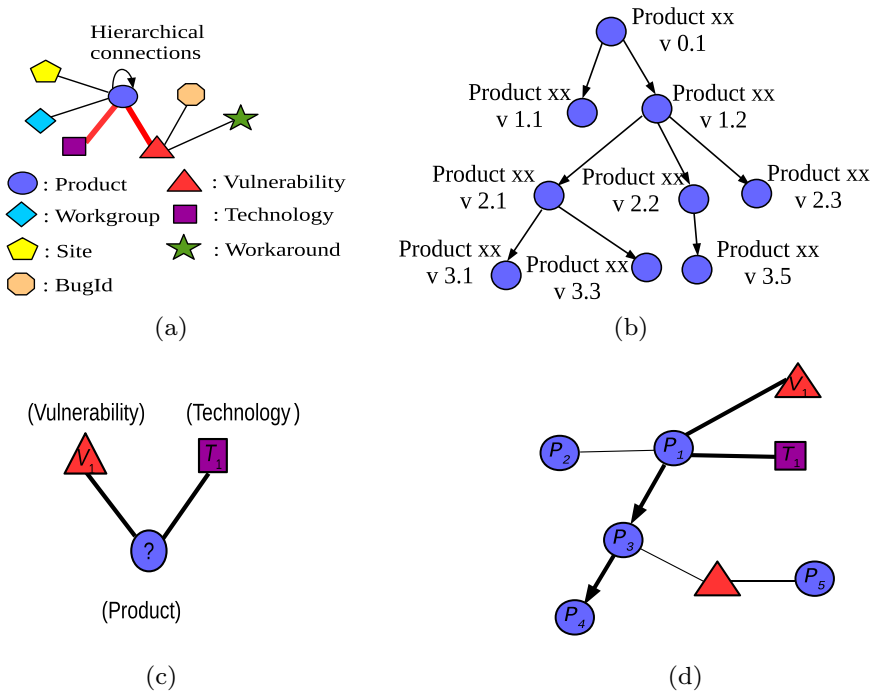 Hierarchical
connections
: Product
: Vulnerability
: Workgroup
: Technology
: Site
: Workaround
: BugId
(a)
Product xx
v 0.1
Product xx
v 1.1
Product xx
v 1.2
Product xx
v 2.1
Product xx
v 2.2
Product xx
v 2.3
Product xx
v 3.1
Product xx
v 3.3
Product xx
v 3.5
(b)
(Vulnerability)
(Technology)
V1
T1
?
(Product)
(c)
V1
P2
P1
T1
P3
P5
P4
(d)